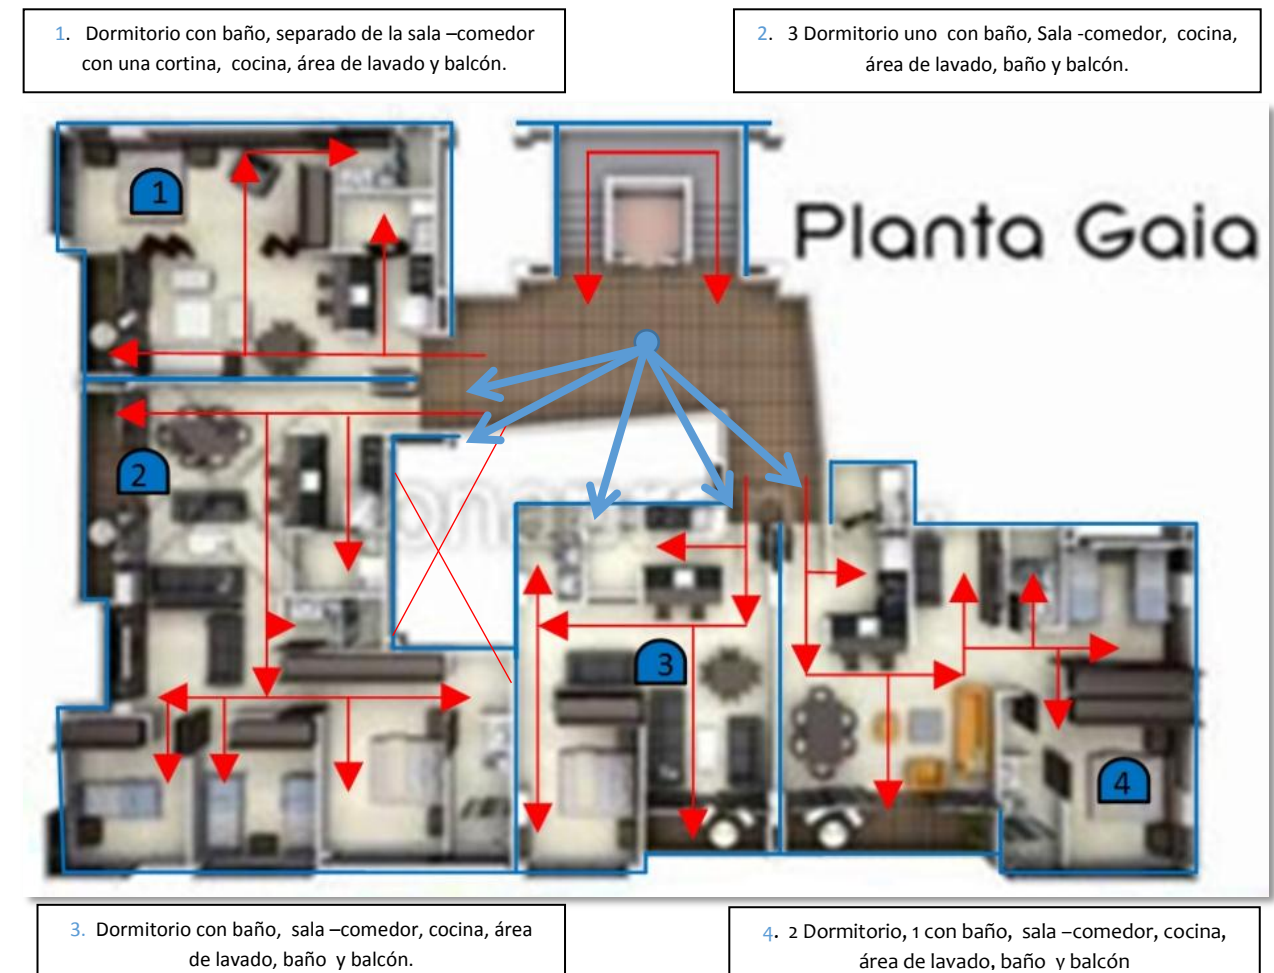 1. Dormitorio con baño, separado de la sala –comedor
con una cortina, cocina, área de lavado y balcón.
2. 3 Dormitorio uno con baño, Sala -comedor, cocina,
área de lavado, baño y balcón.
Planta Gaia
1
2
3
4
3. Dormitorio con baño, sala –comedor, cocina, área
de lavado, baño y balcón.
4. 2 Dormitorio, 1 con baño, sala –comedor, cocina,
área de lavado, baño y balcón